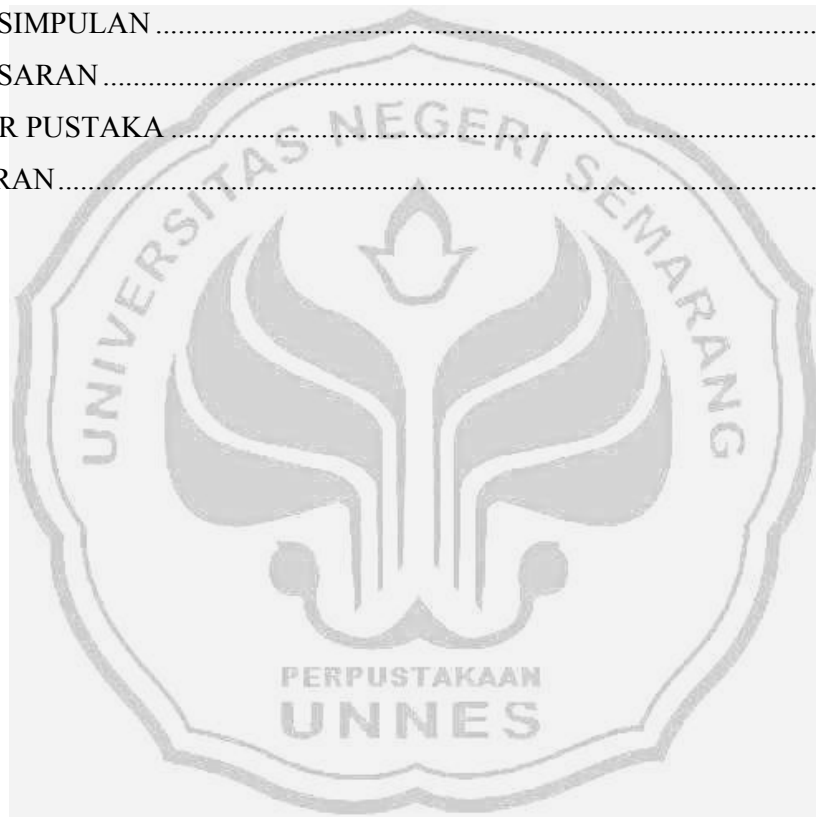 SIMPULAN ........................................................................................
SARAN ........................................................................................
R PUSTAKA ........................................................................................
RAN ........................................................................................
UNIVERSITAS NEGERI SEMARANG
PERPUSTAKAAN
UNNES